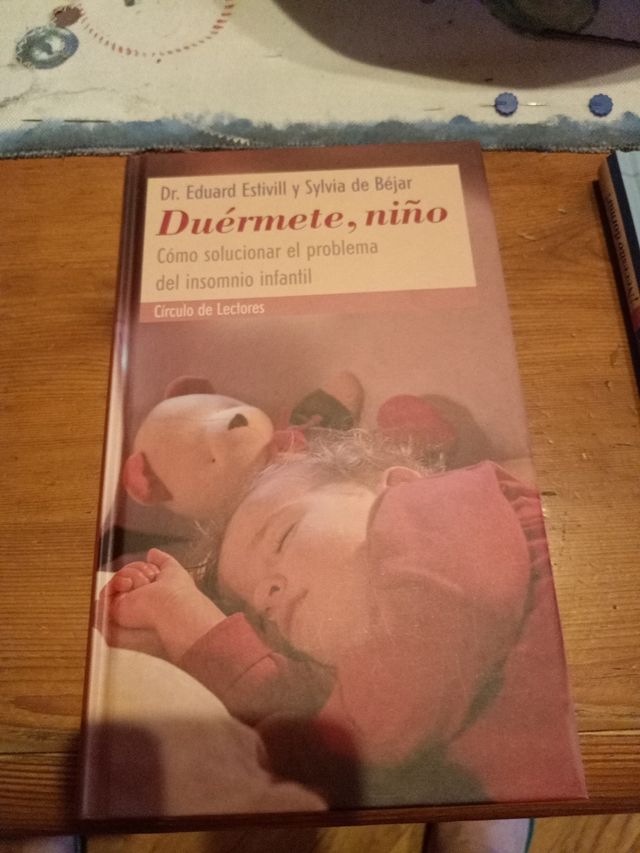 Dr. Eduard Estivill y Sylvia de Béjar
Duérmete, niño
Cómo solucionar el problema
del insomnio infantil
Círculo de Lectores